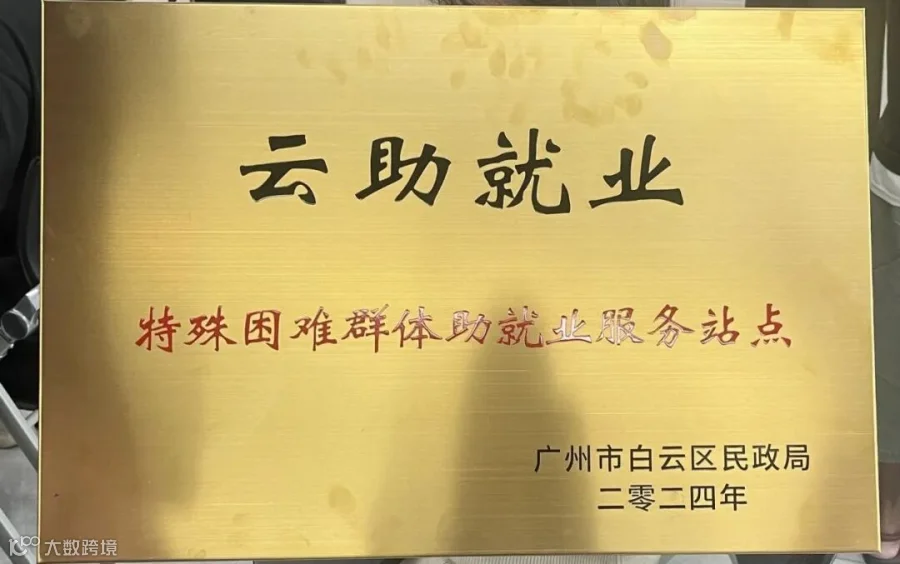 云助就业
特殊困难群体助就业服务站点
广州市白云区民政局
二零二四年
大数跨境